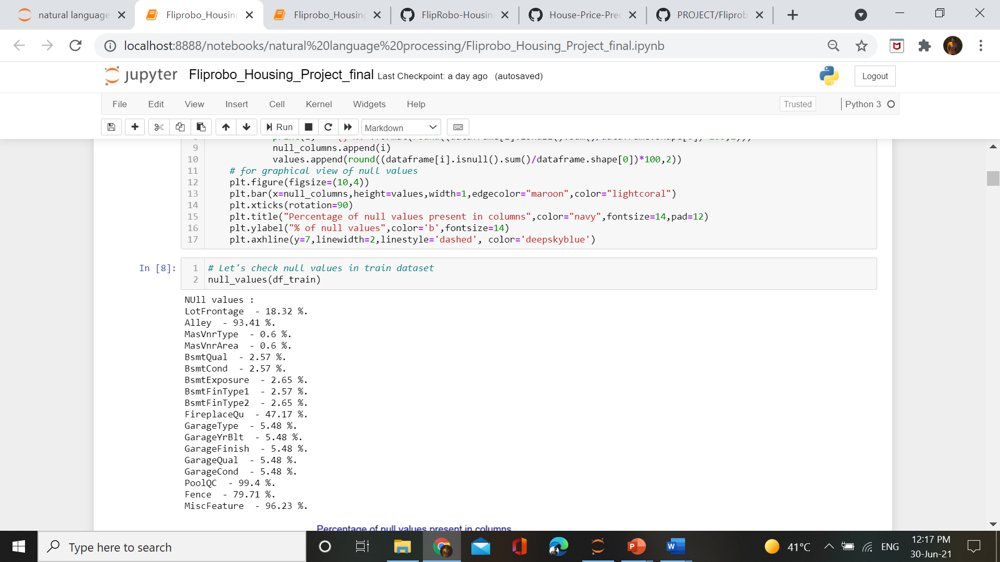 natural language
Fliprobo_Housing
Fliprobo_Housing
FlipRobo-Housin
House-Price-Pred
PROJECT/Fliprob
localhost:8888/notebooks/natural%20language%20processing/Fliprobo_Housing_Project_final.ipynb
jupyter Fliprobo_Housing_Project_final Last Checkpoint: a day ago (autosaved)
Logout
File Edit View Insert Cell Kernel Widgets Help
Trusted
Python 3
Run
Markdown
9 null_columns.append(i)
10 values.append(round((dataframe[i].isnull().sum()/dataframe.shape[0])*100,2))
11 # for graphical view of null values
12 plt.figure(figsize=(10,4))
13 plt.bar(x=null_columns,height=values,width=1,edgecolor="maroon",color="lightcoral")
14 plt.xticks(rotation=90)
15 plt.title("Percentage of null values present in columns",color="navy",fontsize=14,pad=12)
16 plt.ylabel("% of null values",color='b',fontsize=14)
17 plt.axhline(y=7,linewidth=2,linestyle='dashed', color='deepskyblue')
In [8]:
1 # Let's check null values in train dataset
2 null_values(df_train)
NUll values :
LotFrontage  - 18.32 %.
Alley  - 93.41 %.
MasVnrType  - 0.6 %.
MasVnrArea  - 0.6 %.
BsmtQual  - 2.57 %.
BsmtCond  - 2.57 %.
BsmtExposure  - 2.65 %.
BsmtFinType1  - 2.57 %.
BsmtFinType2  - 2.65 %.
FireplaceQu  - 47.17 %.
GarageType  - 5.48 %.
GarageYrBlt  - 5.48 %.
GarageFinish  - 5.48 %.
GarageQual  - 5.48 %.
GarageCond  - 5.48 %.
PoolQC  - 99.4 %.
Fence  - 79.71 %.
MiscFeature  - 96.23 %.
Percentage of null values present in columns
Type here to search
41°C
ENG
12:17 PM
30-Jun-21